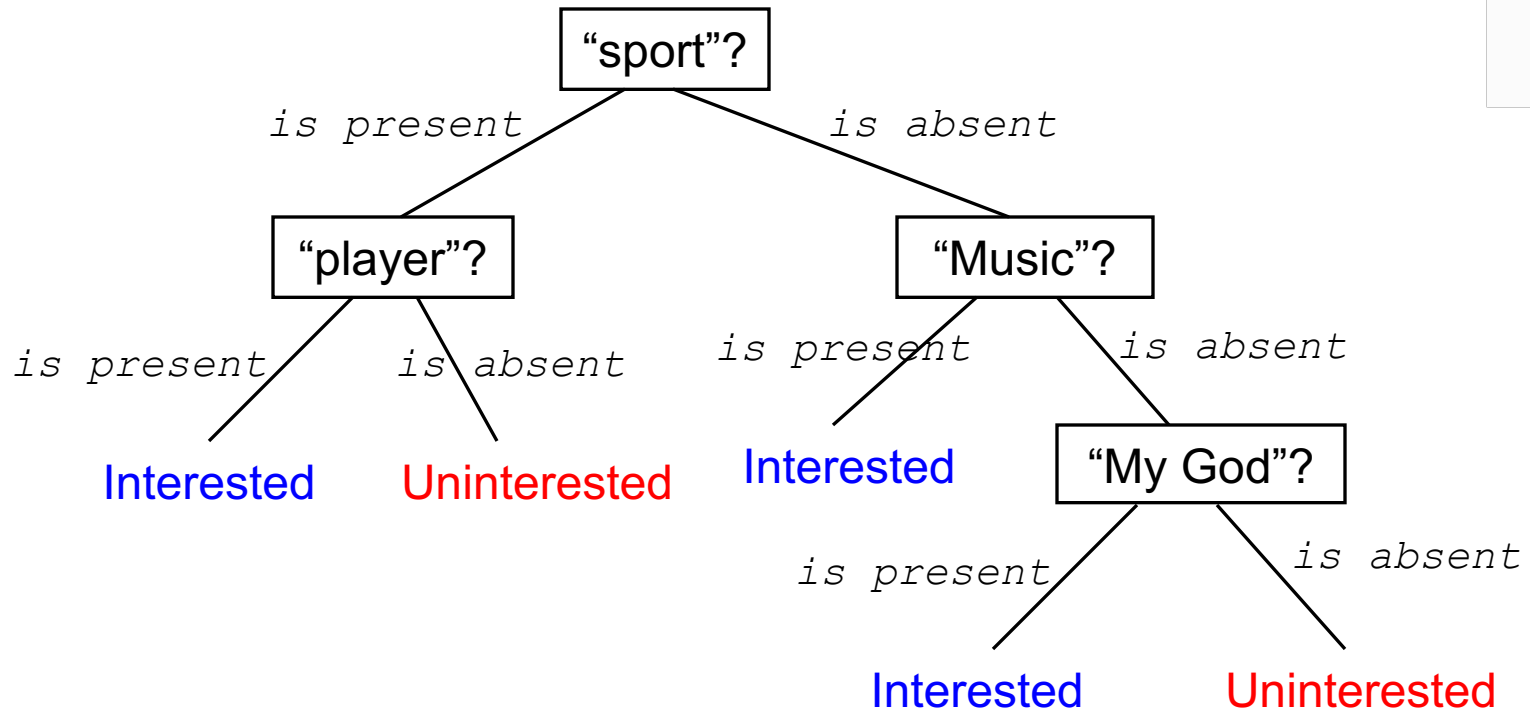 “sport”?
is present
is absent
“player”?
“Music”?
is present
is absent
is present
is absent
Interested
Uninterested
Interested
“My God”?
is present
is absent
Interested
Uninterested